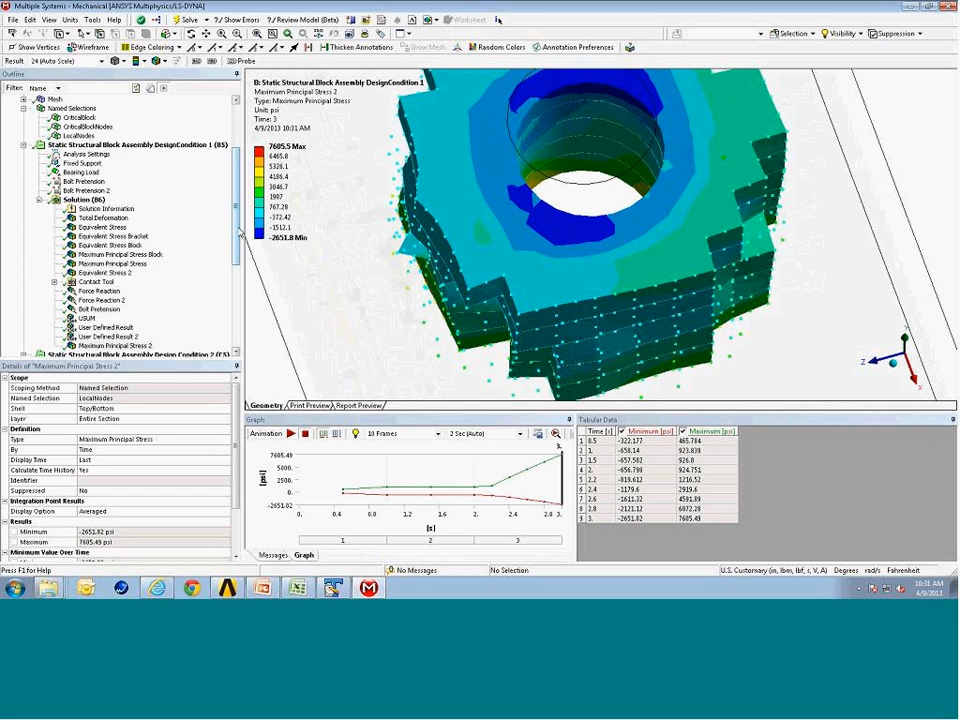 Multiple Systems - Mechanical [ANSYS Multiphysics/LS-DYNA]
File Edit View Units Tools Help Solve ?/ Show Errors ?/ Review Model (Beta) Worksheet
Show Vertices Wireframe Edge Coloring Thicken Annotations Show Mesh Random Colors Annotation Preferences Selection Visibility Suppression
Result 24 (Auto Scale) Probe
Outline
Filter: Name
Mesh
Named Selections
CriticalBlock
CriticalBlockNodes
LocalNodes
Static Structural Block Assembly DesignCondition 1 (B5)
Analysis Settings
Fixed Support
Bearing Load
Bolt Pretension
Bolt Pretension 2
Solution (B6)
Solution Information
Total Deformation
Equivalent Stress
Equivalent Stress Bracket
Equivalent Stress Block
Maximum Principal Stress Block
Maximum Principal Stress
Equivalent Stress 2
Contact Tool
Force Reaction
Force Reaction 2
Bolt Pretension
USUM
User Defined Result
User Defined Result 2
Maximum Principal Stress 2
Static Structural Block Assembly Design Condition 2 (C5)
Details of "Maximum Principal Stress 2"
Scope
Scoping Method Named Selection
Named Selection LocalNodes
Shell Top/Bottom
Layer Entire Section
Definition
Type Maximum Principal Stress
By Time
Display Time Last
Calculate Time History Yes
Identifier
Suppressed No
Integration Point Results
Display Option Averaged
Results
Minimum -2651.82 psi
Maximum 7605.49 psi
Minimum Value Over Time
B: Static Structural Block Assembly DesignCondition 1
Maximum Principal Stress 2
Type: Maximum Principal Stress
Unit: psi
Time: 3
4/9/2013 10:31 AM
7605.5 Max
6465.8
5326.1
4186.4
3046.7
1907
767.28
-372.42
-1512.1
-2651.8 Min
Y
Z
X
Geometry Print Preview Report Preview
Graph
Animation 10 Frames 2 Sec (Auto)
3.
7605.49
5000.
2500.
0.
-2651.82
[psi]
0. 0.4 0.8 1.2 1.6 2. 2.4 2.8 3.
[s]
1 2 3
Messages Graph
Tabular Data
Time [s] Minimum [psi] Maximum [psi]
1 0.5 -322.177 465.784
2 1. -658.14 923.839
3 1.5 -657.582 926.8
4 2. -656.798 924.751
5 2.2 -819.612 1216.52
6 2.4 -1179.6 2919.6
7 2.6 -1611.32 4591.89
8 2.8 -2121.12 6072.28
9 3. -2651.82 7605.49
Press F1 for Help No Messages No Selection U.S. Customary (in, lbm, lbf, s, V, A) Degrees rad/s Fahrenheit
10:31 AM
4/9/2013